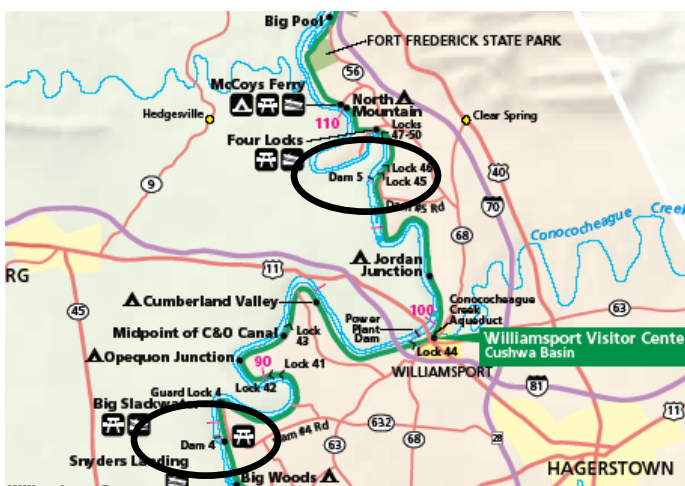 Big Pool
FORT FREDERICK STATE PARK
56
McCoys Ferry
North
Mountain
Hedgesville
110
Clear Spring
Locks
47-50
Four Locks
Lock 46
Dam 5
Lock 45
40
9
Dam #5 Rd
70
68
Conococheague Creek
11
Jordan
Junction
RG
45
Cumberland Valley
100
Conococheague
Creek
Aqueduct
63
Power
Plant
Dam
Midpoint of C&O Canal
Lock
43
Williamsport Visitor Cente
Cushwa Basin
Lock 44
Opequon Junction
90
Lock 41
WILLIAMSPORT
Lock 42
81
Guard Lock 4
Big Slackwater
11
Dam #4 Rd
632
Dam 4
63
68
28
Snyders Landing
HAGERSTOWN
Big Woods